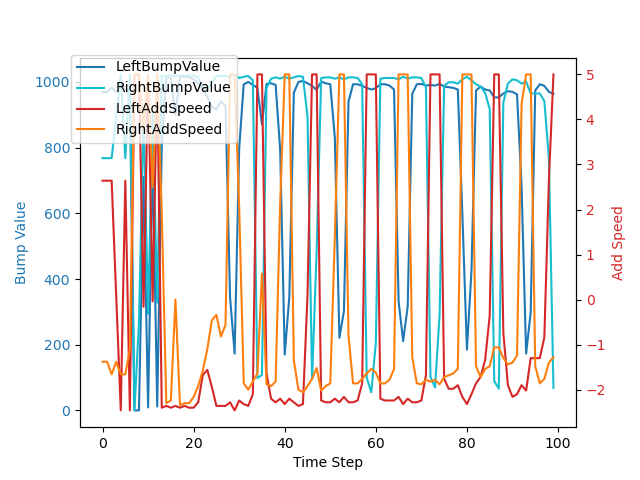 LeftBumpValue
RightBumpValue
LeftAddSpeed
RightAddSpeed
1000
800
600
400
200
0
Bump Value
5
4
3
2
1
0
−1
−2
Add Speed
0 20 40 60 80 100
Time Step